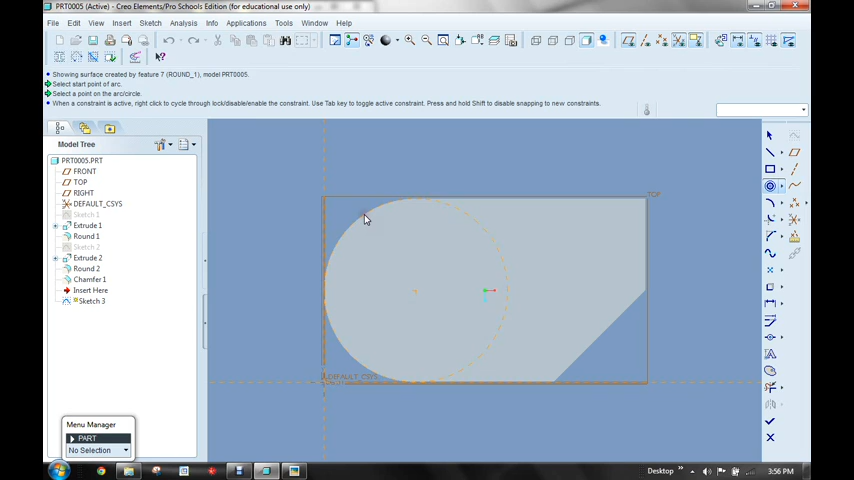 PRT0005 (Active) - Creo Elements/Pro Schools Edition (for educational use only)
File Edit View Insert Sketch Analysis Info Applications Tools Window Help
Showing surface created by feature 7 (ROUND_1), model PRT0005.
Select start point of arc.
Select a point on the arc/circle.
When a constraint is active, right click to cycle through lock/disable/enable the constraint. Use Tab key to toggle active constraint. Press and hold Shift to disable snapping to new constraints.
Model Tree
PRT0005.PRT
FRONT
TOP
RIGHT
DEFAULT_CSYS
Sketch 1
Extrude 1
Round 1
Sketch 2
Extrude 2
Round 2
Chamfer 1
Insert Here
Sketch 3
TOP
DEFAULT_CSYS
Menu Manager
PART
No Selection
Desktop
3:56 PM